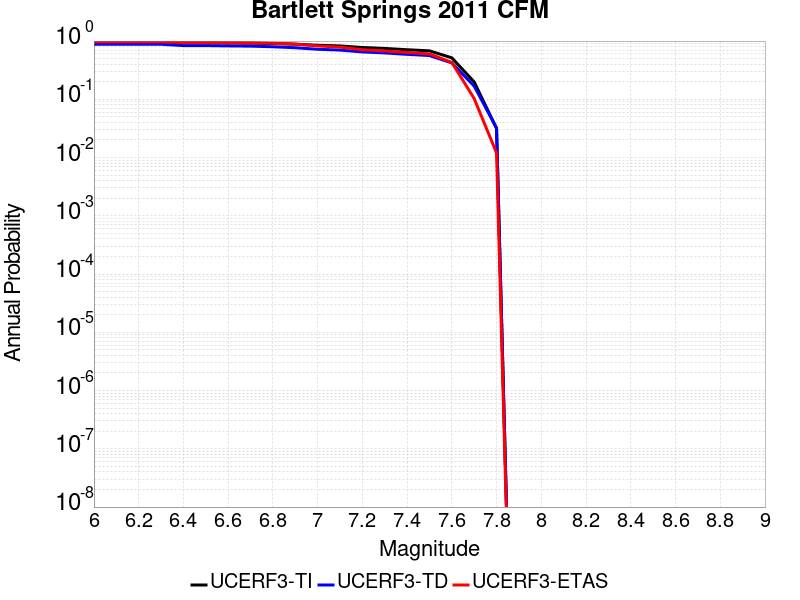 Bartlett Springs 2011 CFM
Annual Probability
10^0
10^-1
10^-2
10^-3
10^-4
10^-5
10^-6
10^-7
10^-8
6 6.2 6.4 6.6 6.8 7 7.2 7.4 7.6 7.8 8 8.2 8.4 8.6 8.8 9
Magnitude
UCERF3-TI UCERF3-TD UCERF3-ETAS